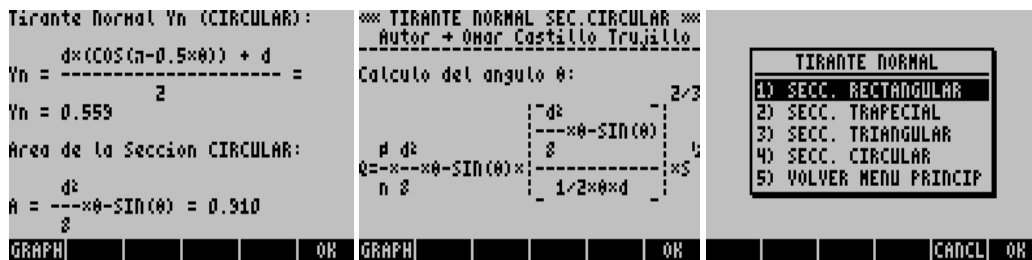 Tirante Normal Yn (CIRCULAR):
d×(COS(π-0.5×θ)) + d
Yn = ---------------------- =
2
Yn = 0.559
Area de la Seccion CIRCULAR:
d²
A = ---×θ-SIN(θ) = 0.910
8
GRAPH OK
××× TIRANTE NORMAL SEC.CIRCULAR ×××
Autor → Omar Castillo Trujillo
Calculo del angulo θ:
2/3
d²
---×θ-SIN(θ)
8
d²
Q=-×--×θ-SIN(θ)× ------------ ×S
n 8
1/2×θ×d
GRAPH OK
TIRANTE NORMAL
1) SECC. RECTANGULAR
2) SECC. TRAPECIAL
3) SECC. TRIANGULAR
4) SECC. CIRCULAR
5) VOLVER MENU PRINCIP
CANCL OK